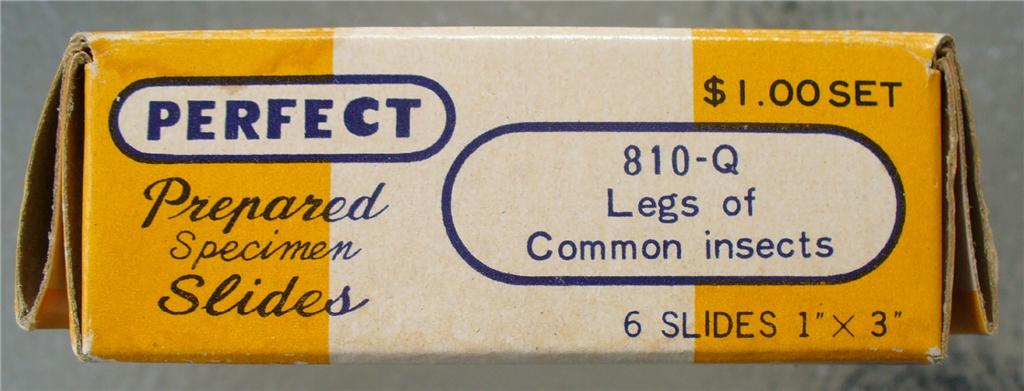 PERFECT
Prepared
Specimen
Slides
$1.00 SET
810-Q
Legs of
Common insects
6 SLIDES 1" × 3"